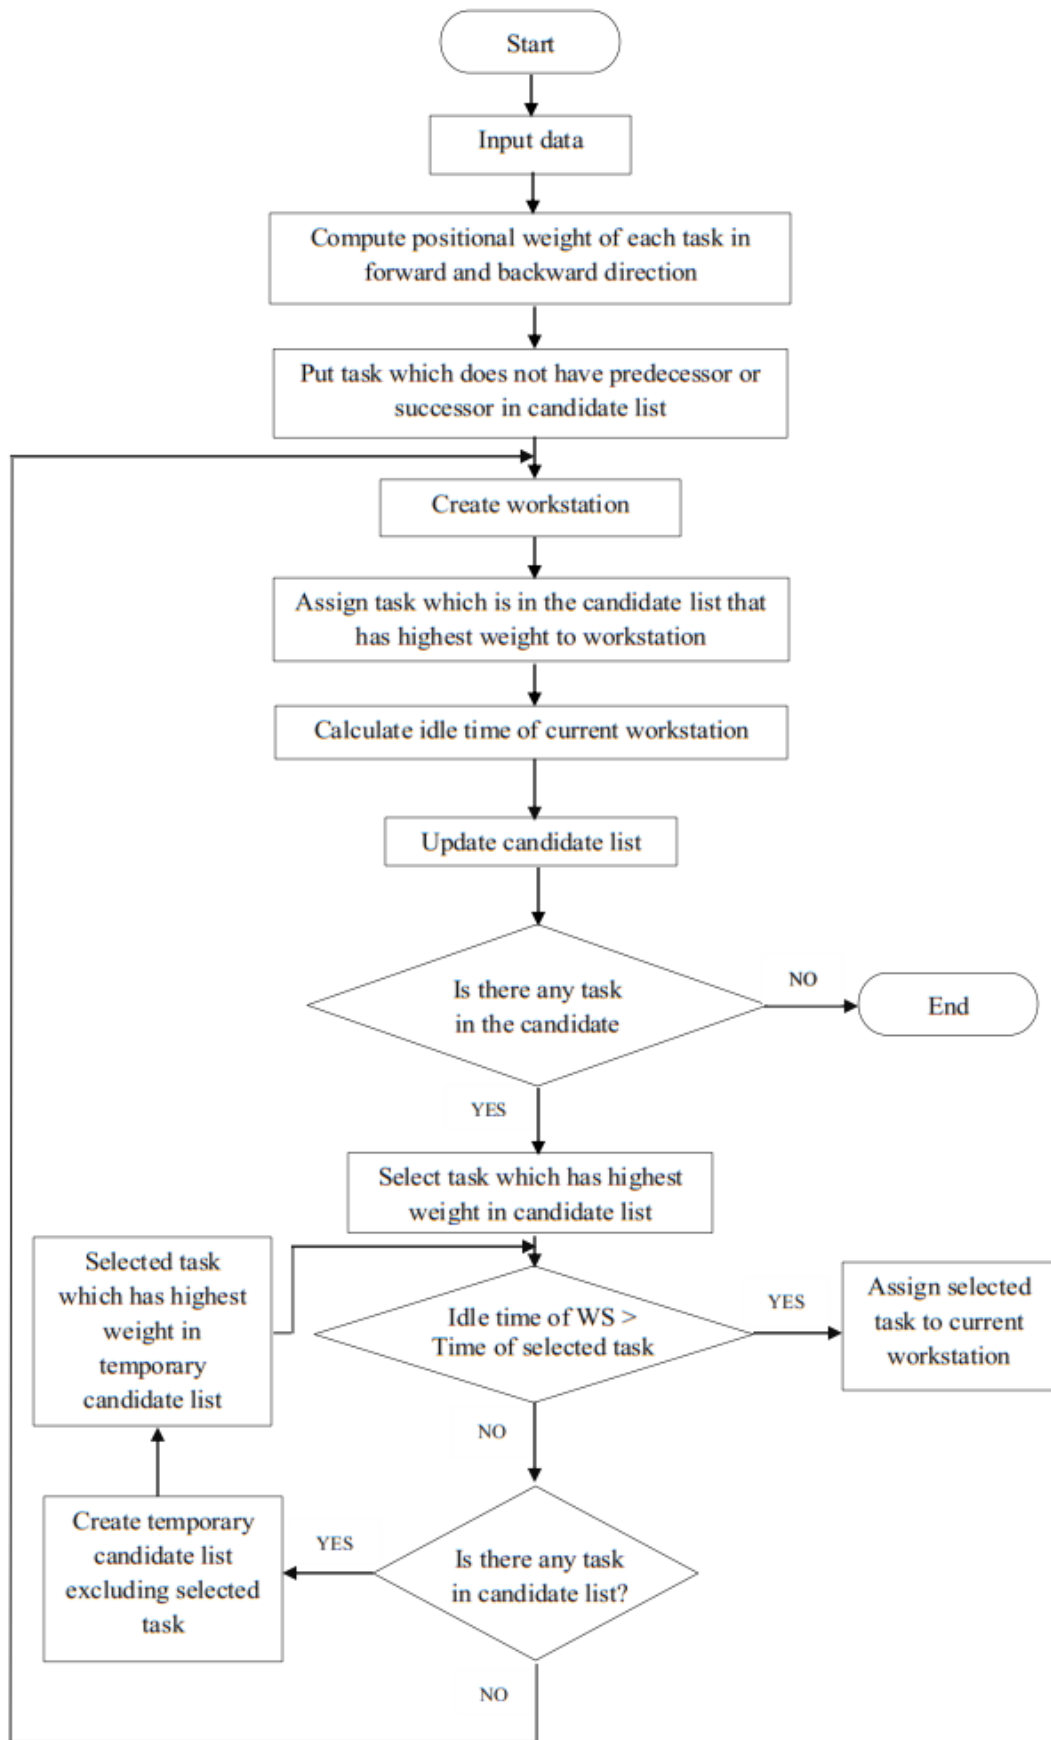 Start
Input data
Compute positional weight of each task in
forward and backward direction
Put task which does not have predecessor or
successor in candidate list
Create workstation
Assign task which is in the candidate list that
has highest weight to workstation
Calculate idle time of current workstation
Update candidate list
Is there any task
in the candidate
NO
End
YES
Select task which has highest
weight in candidate list
Selected task
which has highest
weight in
temporary
candidate list
Idle time of WS >
Time of selected task
YES
Assign selected
task to current
workstation
NO
Create temporary
candidate list
excluding selected
task
YES
Is there any task
in candidate list?
NO